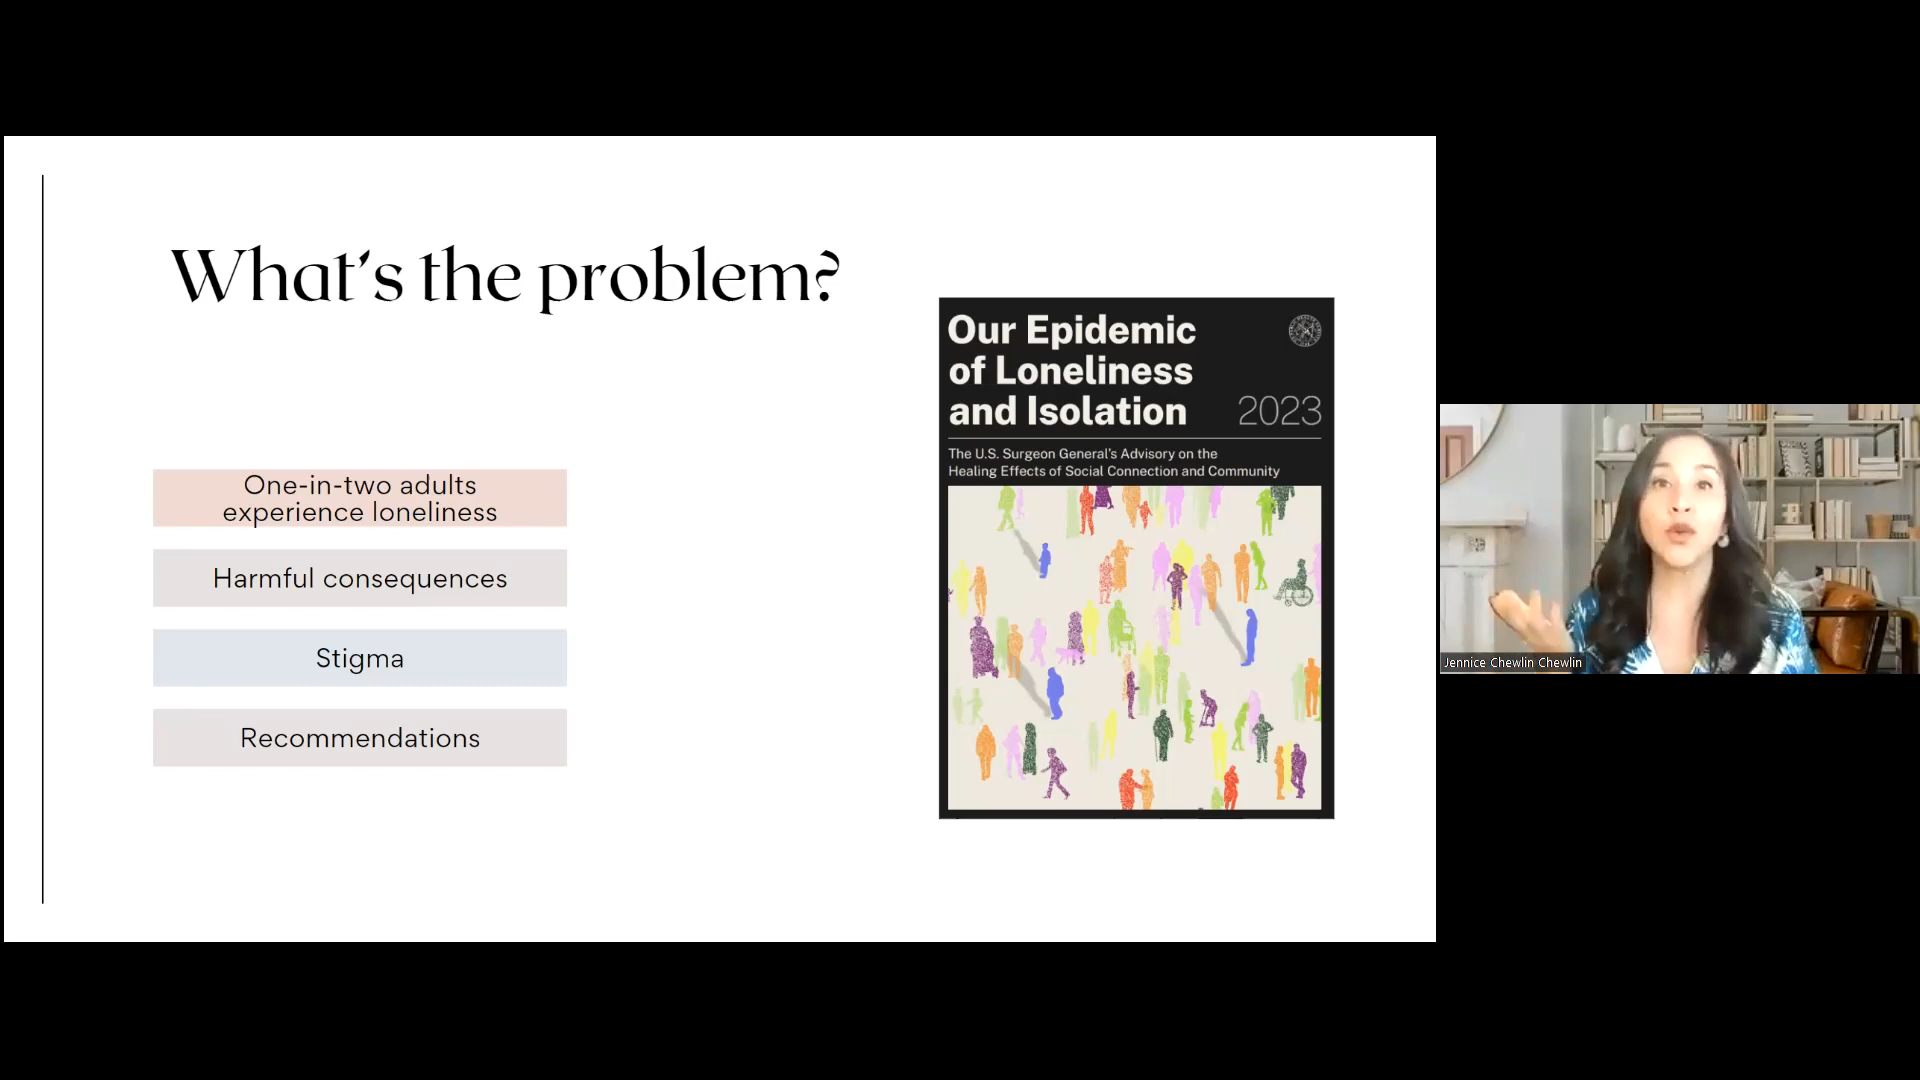 What's the problem?
One-in-two adults
experience loneliness
Harmful consequences
Stigma
Recommendations
Our Epidemic
of Loneliness
and Isolation 2023
The U.S. Surgeon General's Advisory on the
Healing Effects of Social Connection and Community
Jennice Chewlin Chewlin